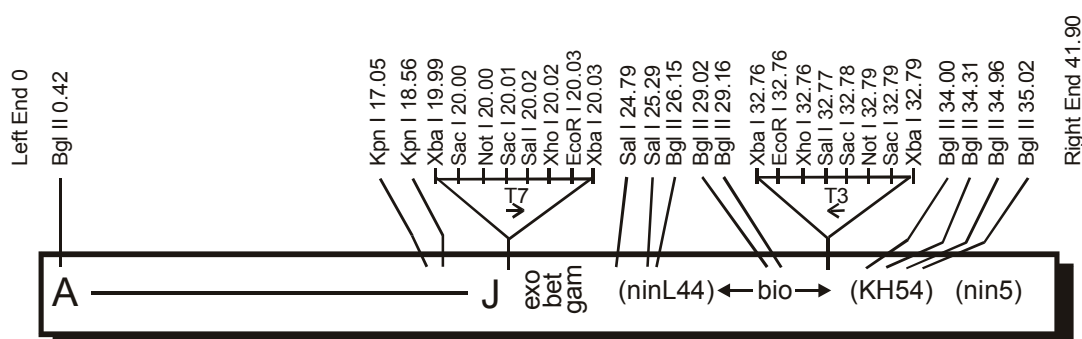 Left End 0
Bgl II 0.42
Kpn I 17.05
Kpn I 18.56
Xba I 19.99
Sac I 20.00
Not I 20.00
Sac I 20.01
Sal I 20.02
Xho I 20.02
EcoR I 20.03
Xba I 20.03
Sal I 24.79
Sal I 25.29
Bgl II 26.15
Bgl II 29.02
Bgl II 29.16
Xba I 32.76
EcoR I 32.76
Xho I 32.76
Sal I 32.77
Sac I 32.78
Not I 32.79
Sac I 32.79
Xba I 32.79
Bgl II 34.00
Bgl II 34.31
Bgl II 34.96
Bgl II 35.02
Right End 41.90
T7
T3
A
J
exo
bet
gam
(ninL44)
bio
(KH54)
(nin5)